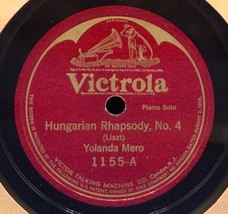 Victrola
Piano Solo
Hungarian Rhapsody, No. 4
(Liszt)
Yolanda Mero
1155-A
VICTOR TALKING MACHINE CO. Camden, N.J.